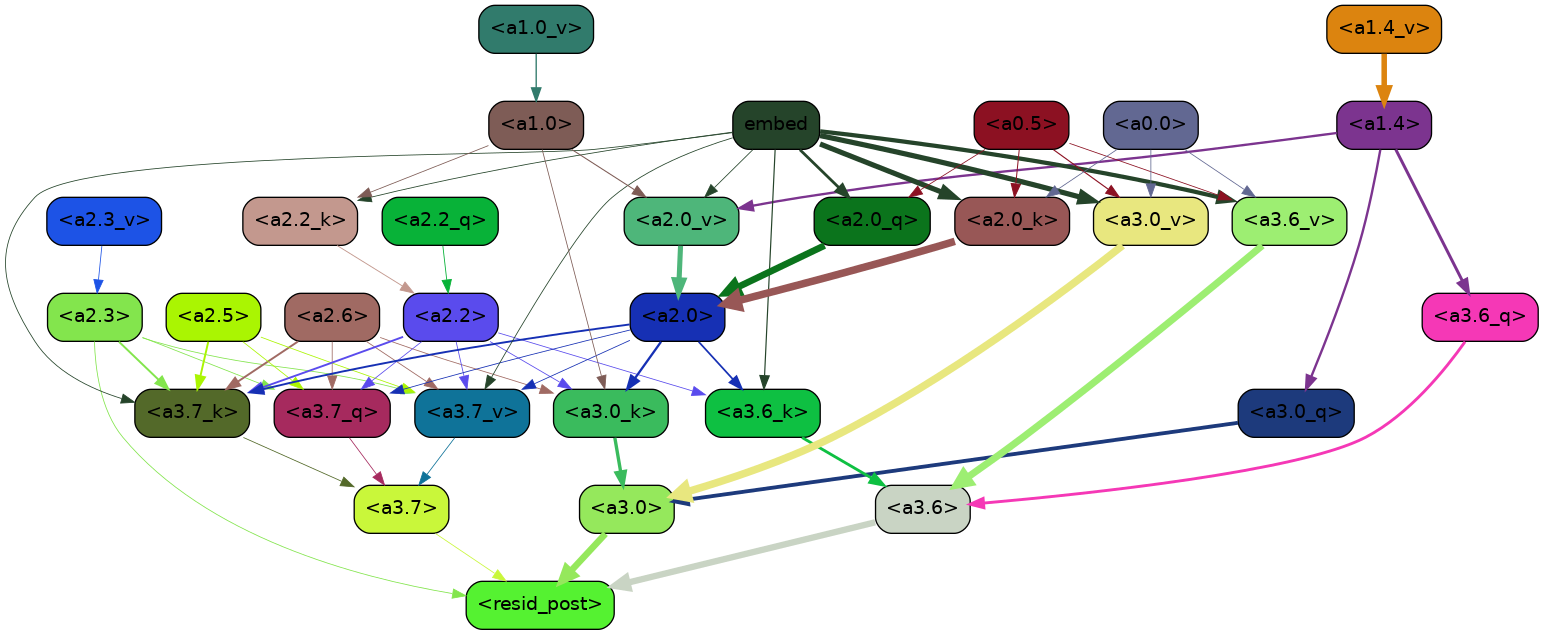 <a1.0_v> <a1.4_v>
<a1.0> embed <a0.5> <a0.0> <a1.4>
<a2.3_v> <a2.2_k> <a2.2_q> <a2.0_v> <a2.0_q> <a2.0_k> <a3.0_v> <a3.6_v>
<a2.3> <a2.5> <a2.6> <a2.2> <a2.0> <a3.6_q>
<a3.7_k> <a3.7_q> <a3.7_v> <a3.0_k> <a3.6_k> <a3.0_q>
<a3.7> <a3.0> <a3.6>
<resid_post>